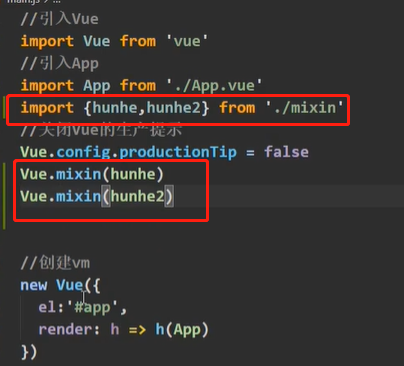 main.js > ...
//引入Vue
import Vue from 'vue'
//引入App
import App from './App.vue'
import {hunhe,hunhe2} from './mixin'
//关闭Vue的生产提示
Vue.config.productionTip = false
Vue.mixin(hunhe)
Vue.mixin(hunhe2)
//创建vm
new Vue({
el:'#app',
render: h => h(App)
})